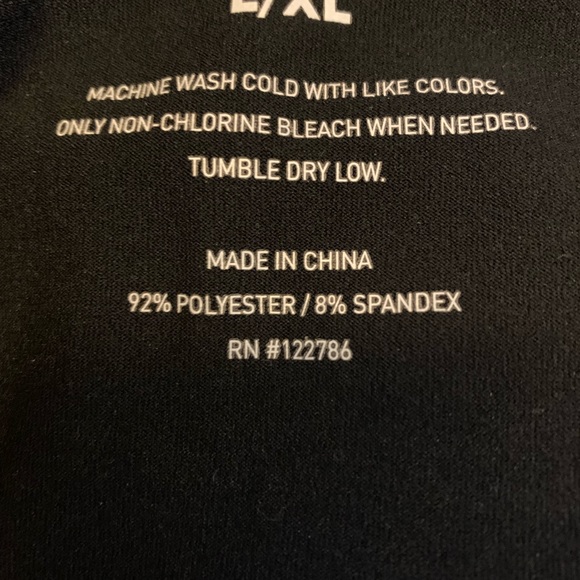 L/XL
MACHINE WASH COLD WITH LIKE COLORS.
ONLY NON-CHLORINE BLEACH WHEN NEEDED.
TUMBLE DRY LOW.
MADE IN CHINA
92% POLYESTER / 8% SPANDEX
RN #122786